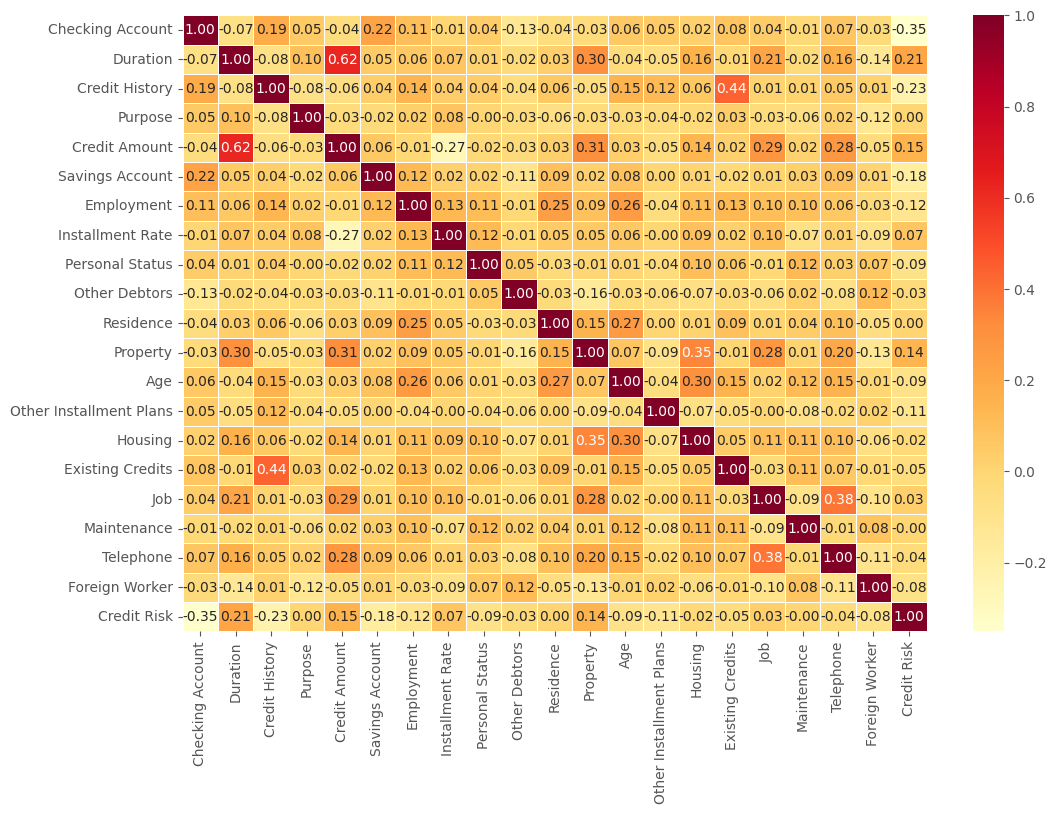 Checking Account 1.00 -0.07 0.19 0.05 -0.04 0.22 0.11 -0.01 0.04 -0.13 -0.04 -0.03 0.06 0.05 0.02 0.08 0.04 -0.01 0.07 -0.03 -0.35
Duration -0.07 1.00 -0.08 0.10 0.62 0.05 0.06 0.07 0.01 -0.02 0.03 0.30 -0.04 -0.05 0.16 -0.01 0.21 -0.02 0.16 -0.14 0.21
Credit History 0.19 -0.08 1.00 -0.08 -0.06 0.04 0.14 0.04 0.04 -0.04 0.06 -0.05 0.15 0.12 0.06 0.44 0.01 0.01 0.05 0.01 -0.23
Purpose 0.05 0.10 -0.08 1.00 -0.03 -0.02 0.02 0.08 -0.00 -0.03 -0.06 -0.03 -0.03 -0.04 -0.02 0.03 -0.03 -0.06 0.02 -0.12 0.00
Credit Amount -0.04 0.62 -0.06 -0.03 1.00 0.06 -0.01 -0.27 -0.02 -0.03 0.03 0.31 0.03 -0.05 0.14 0.02 0.29 0.02 0.28 -0.05 0.15
Savings Account 0.22 0.05 0.04 -0.02 0.06 1.00 0.12 0.02 0.02 -0.11 0.09 0.02 0.08 0.00 0.01 -0.02 0.01 0.03 0.09 0.01 -0.18
Employment 0.11 0.06 0.14 0.02 -0.01 0.12 1.00 0.13 0.11 -0.01 0.25 0.09 0.26 -0.04 0.11 0.13 0.10 0.10 0.06 -0.03 -0.12
Installment Rate -0.01 0.07 0.04 0.08 -0.27 0.02 0.13 1.00 0.12 -0.01 0.05 0.05 0.06 -0.00 0.09 0.02 0.10 -0.07 0.01 -0.09 0.07
Personal Status 0.04 0.01 0.04 -0.00 -0.02 0.02 0.11 0.12 1.00 0.05 -0.03 -0.01 0.01 -0.04 0.10 0.06 -0.01 0.12 0.03 0.07 -0.09
Other Debtors -0.13 -0.02 -0.04 -0.03 -0.03 -0.11 -0.01 -0.01 0.05 1.00 -0.03 -0.16 -0.03 -0.06 -0.07 -0.03 -0.06 0.02 -0.08 0.12 -0.03
Residence -0.04 0.03 0.06 -0.06 0.03 0.09 0.25 0.05 -0.03 -0.03 1.00 0.15 0.27 0.00 0.01 0.09 0.01 0.04 0.10 -0.05 0.00
Property -0.03 0.30 -0.05 -0.03 0.31 0.02 0.09 0.05 -0.01 -0.16 0.15 1.00 0.07 -0.09 0.35 -0.01 0.28 0.01 0.20 -0.13 0.14
Age 0.06 -0.04 0.15 -0.03 0.03 0.08 0.26 0.06 0.01 -0.03 0.27 0.07 1.00 -0.04 0.30 0.15 0.02 0.12 0.15 -0.01 -0.09
Other Installment Plans 0.05 -0.05 0.12 -0.04 -0.05 0.00 -0.04 -0.00 -0.04 -0.06 0.00 -0.09 -0.04 1.00 -0.07 -0.05 -0.00 -0.08 -0.02 0.02 -0.11
Housing 0.02 0.16 0.06 -0.02 0.14 0.01 0.11 0.09 0.10 -0.07 0.01 0.35 0.30 -0.07 1.00 0.05 0.11 0.11 0.10 -0.06 -0.02
Existing Credits 0.08 -0.01 0.44 0.03 0.02 -0.02 0.13 0.02 0.06 -0.03 0.09 -0.01 0.15 -0.05 0.05 1.00 -0.03 0.11 0.07 -0.01 -0.05
Job 0.04 0.21 0.01 -0.03 0.29 0.01 0.10 0.10 -0.01 -0.06 0.01 0.28 0.02 -0.00 0.11 -0.03 1.00 -0.09 0.38 -0.10 0.03
Maintenance -0.01 -0.02 0.01 -0.06 0.02 0.03 0.10 -0.07 0.12 0.02 0.04 0.01 0.12 -0.08 0.11 0.11 -0.09 1.00 -0.01 0.08 -0.00
Telephone 0.07 0.16 0.05 0.02 0.28 0.09 0.06 0.01 0.03 -0.08 0.10 0.20 0.15 -0.02 0.10 0.07 0.38 -0.01 1.00 -0.11 -0.04
Foreign Worker -0.03 -0.14 0.01 -0.12 -0.05 0.01 -0.03 -0.09 0.07 0.12 -0.05 -0.13 -0.01 0.02 -0.06 -0.01 -0.10 0.08 -0.11 1.00 -0.08
Credit Risk -0.35 0.21 -0.23 0.00 0.15 -0.18 -0.12 0.07 -0.09 -0.03 0.00 0.14 -0.09 -0.11 -0.02 -0.05 0.03 -0.00 -0.04 -0.08 1.00
Checking Account
Duration
Credit History
Purpose
Credit Amount
Savings Account
Employment
Installment Rate
Personal Status
Other Debtors
Residence
Property
Age
Other Installment Plans
Housing
Existing Credits
Job
Maintenance
Telephone
Foreign Worker
Credit Risk
1.0
0.8
0.6
0.4
0.2
0.0
−0.2